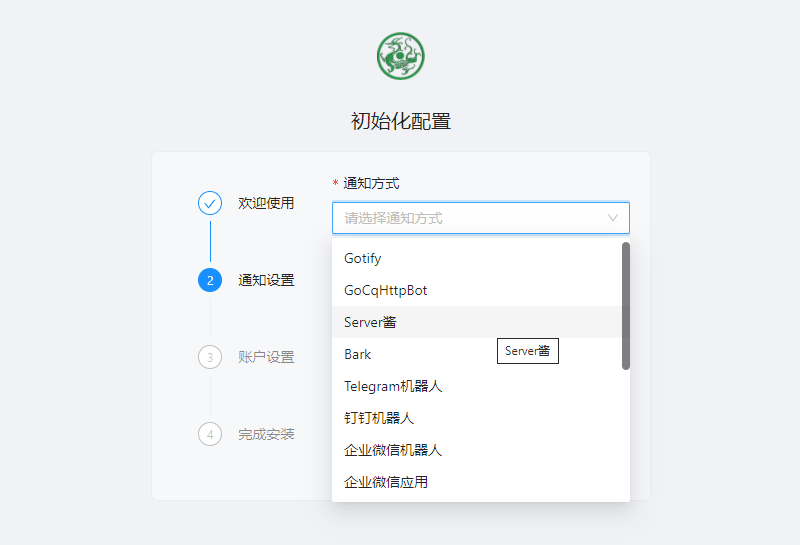 初始化配置
欢迎使用
2 通知设置
3 账户设置
4 完成安装
* 通知方式
请选择通知方式
Gotify
GoCqHttpBot
Server酱
Bark
Server酱
Telegram机器人
钉钉机器人
企业微信机器人
企业微信应用